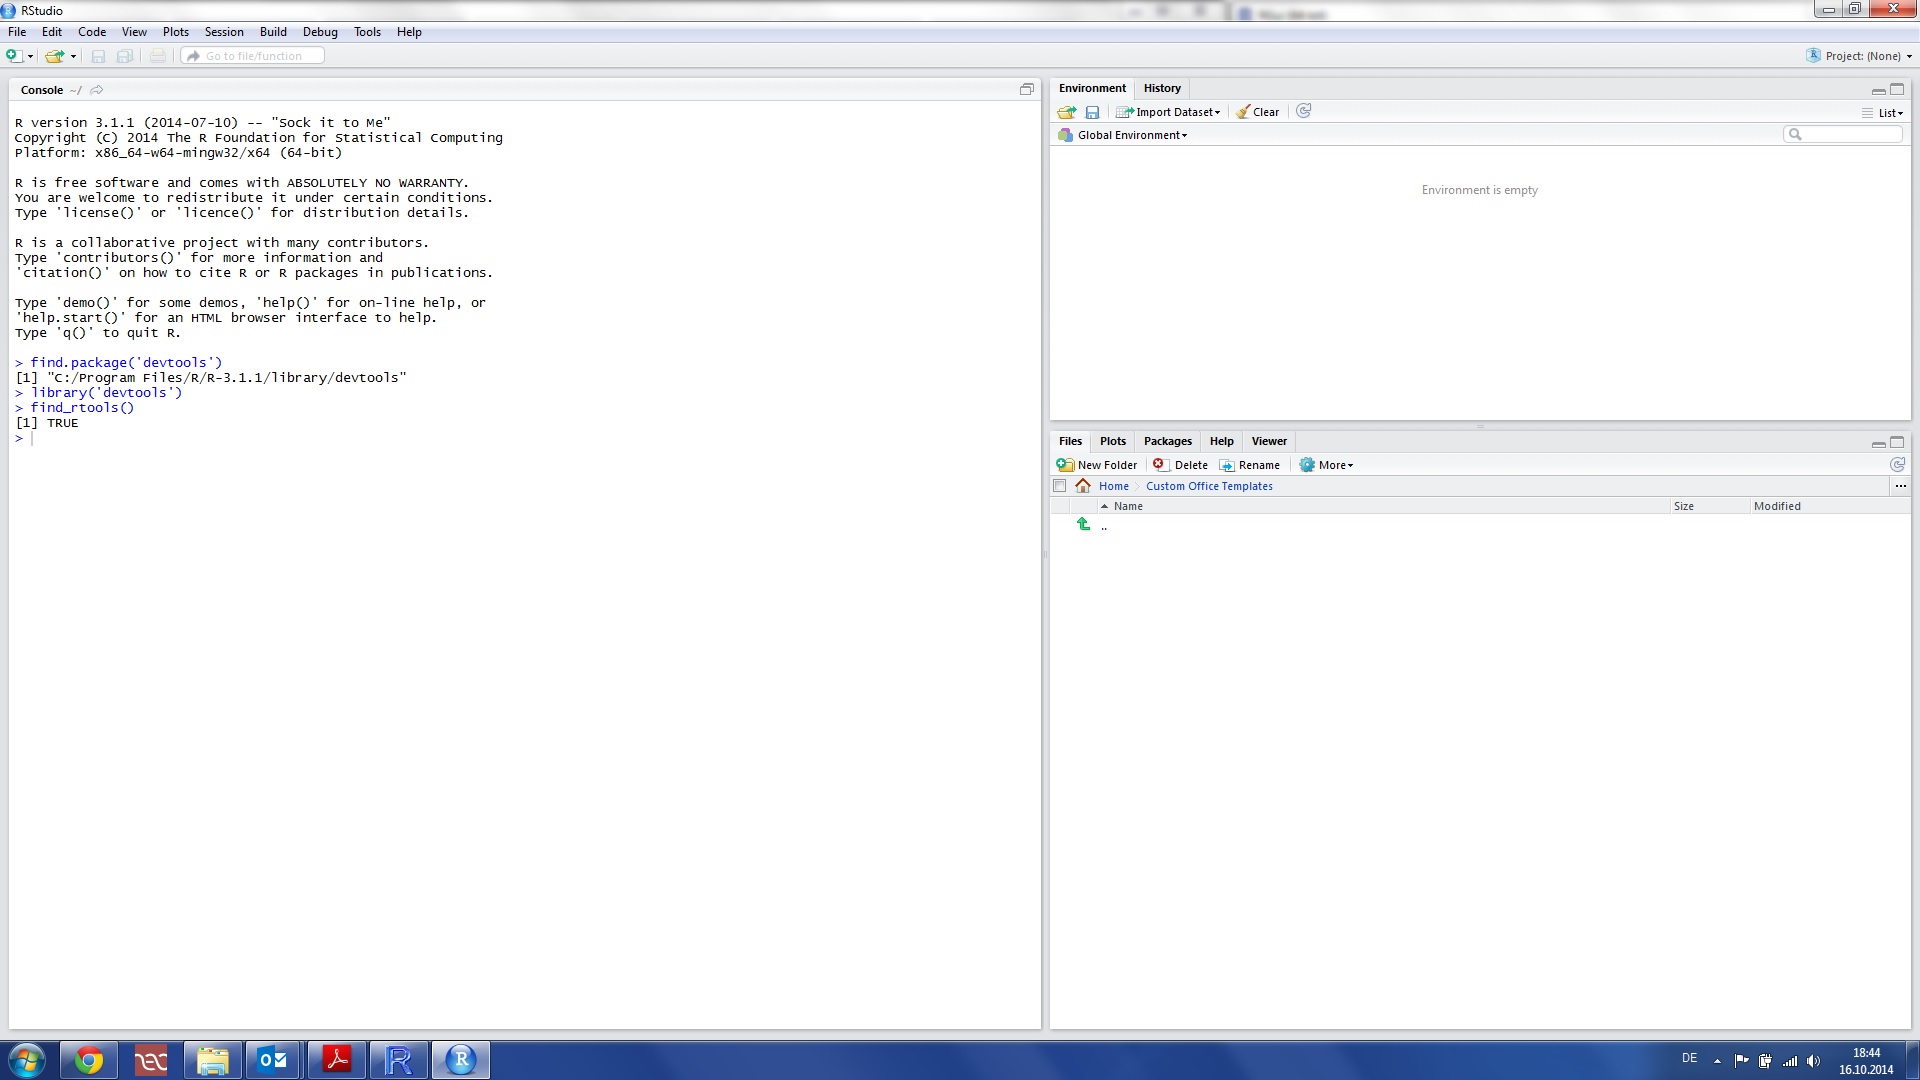 RStudio
File Edit Code View Plots Session Build Debug Tools Help
Go to file/function
Project: (None)
Console ~/
R version 3.1.1 (2014-07-10) -- "Sock it to Me"
Copyright (C) 2014 The R Foundation for Statistical Computing
Platform: x86_64-w64-mingw32/x64 (64-bit)
R is free software and comes with ABSOLUTELY NO WARRANTY.
You are welcome to redistribute it under certain conditions.
Type 'license()' or 'licence()' for distribution details.
R is a collaborative project with many contributors.
Type 'contributors()' for more information and
'citation()' on how to cite R or R packages in publications.
Type 'demo()' for some demos, 'help()' for on-line help, or
'help.start()' for an HTML browser interface to help.
Type 'q()' to quit R.
> find.package('devtools')
[1] "C:/Program Files/R/R-3.1.1/library/devtools"
> library('devtools')
> find_rtools()
[1] TRUE
>
Environment History
Import Dataset Clear
List
Global Environment
Environment is empty
Files Plots Packages Help Viewer
New Folder Delete Rename More
Home Custom Office Templates ...
Name Size Modified
..
DE
18:44
16.10.2014